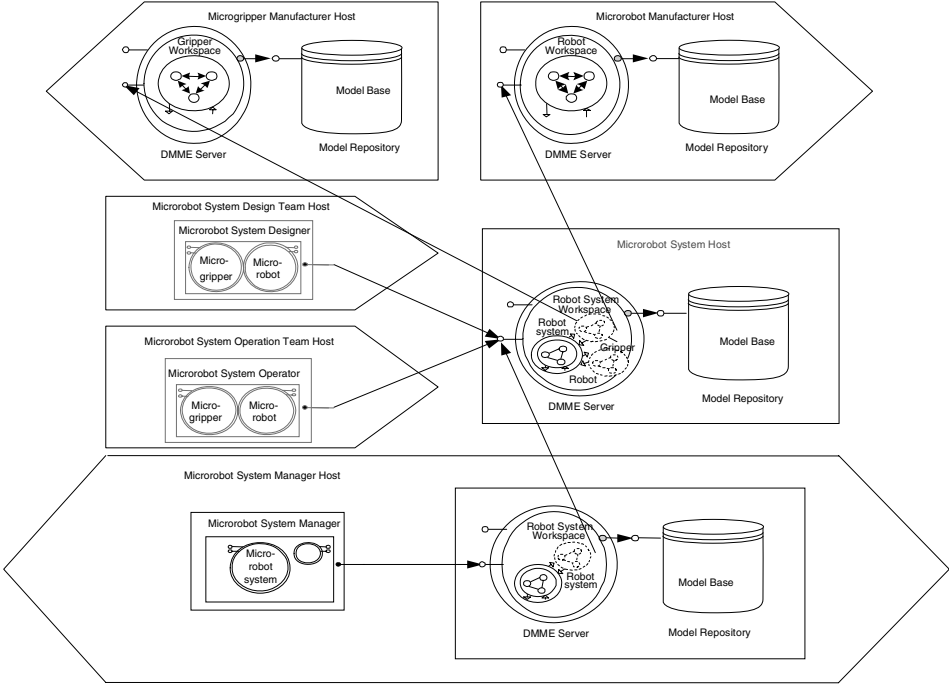 Microgripper Manufacturer Host
Gripper
Workspace
Model Base
DMME Server
Model Repository
Microrobot Manufacturer Host
Robot
Workspace
Model Base
DMME Server
Model Repository
Microrobot System Design Team Host
Microrobot System Designer
Micro-
gripper
Micro-
robot
Microrobot System Host
Robot System
Workspace
Robot
system
Gripper
Robot
Model Base
DMME Server
Model Repository
Microrobot System Operation Team Host
Microrobot System Operator
Micro-
gripper
Micro-
robot
Microrobot System Manager Host
Microrobot System Manager
Micro-
robot
system
Robot System
Workspace
Robot
system
Model Base
DMME Server
Model Repository